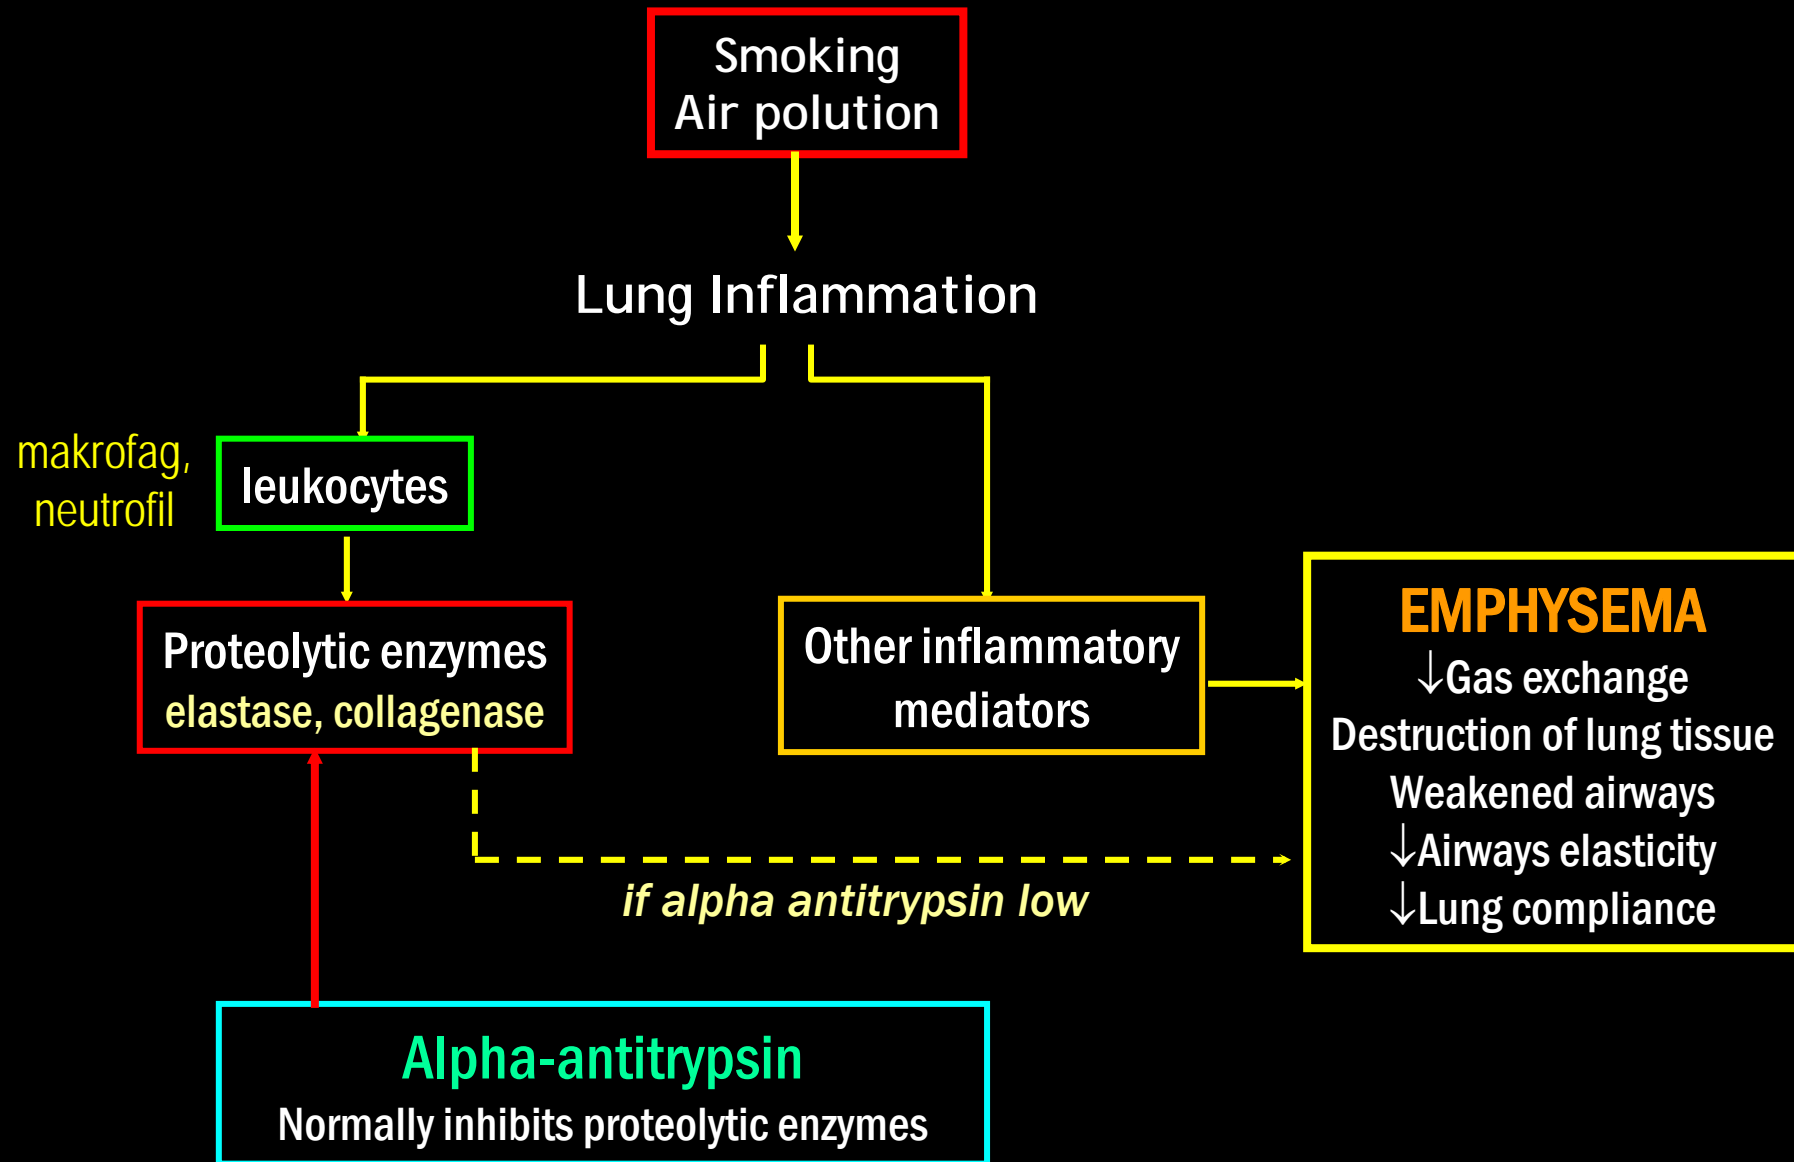 Smoking
Air polution
Lung Inflammation
makrofag,
neutrofil
leukocytes
Proteolytic enzymes
elastase, collagenase
Other inflammatory
mediators
EMPHYSEMA
↓Gas exchange
Destruction of lung tissue
Weakened airways
↓Airways elasticity
↓Lung compliance
if alpha antitrypsin low
Alpha-antitrypsin
Normally inhibits proteolytic enzymes